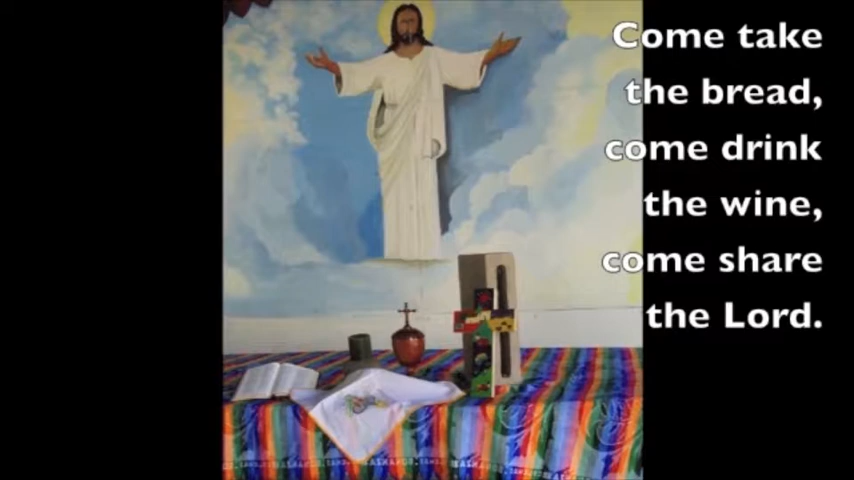 Come take
the bread,
come drink
the wine,
come share
the Lord.